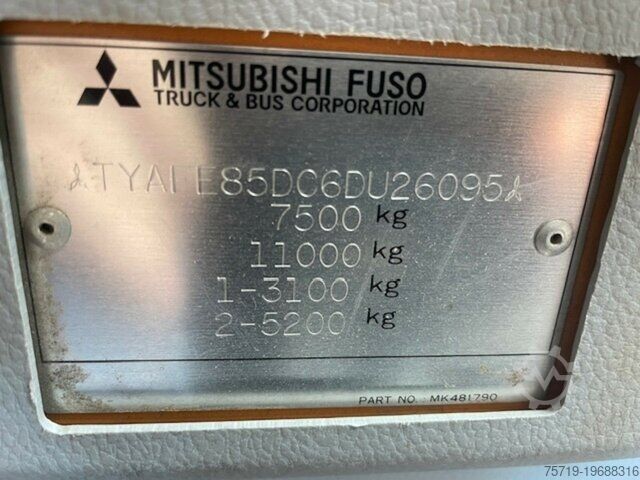 MITSUBISHI FUSO
TRUCK & BUS CORPORATION
TYAFE85DC6DU26095
7500 kg
11000 kg
1-3100 kg
2-5200 kg
PART NO. MK481790
75719-19688316